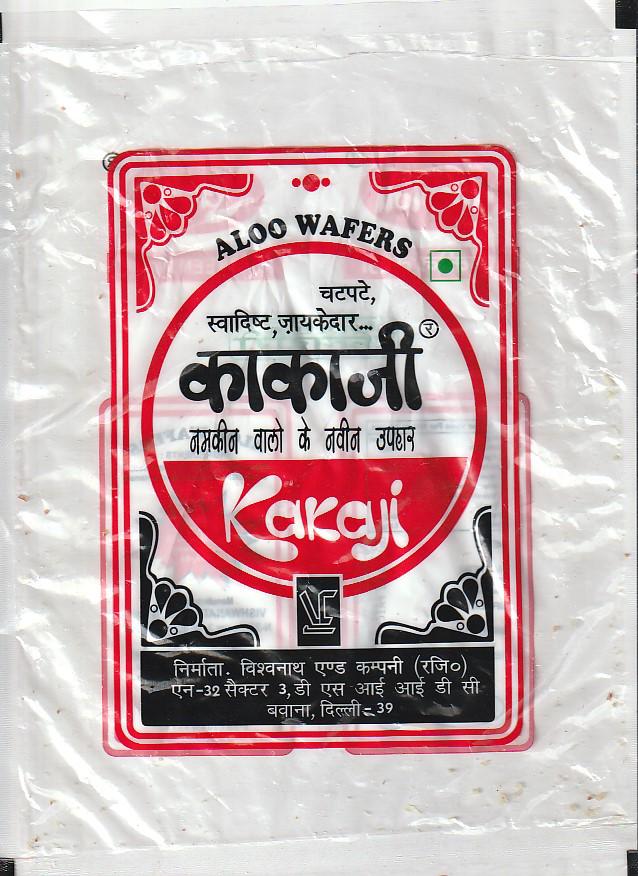 ALOO WAFERS
चटपटे,
स्वादिष्ट,ज़ायकेदार...
काकाजी
र
नमकीन वालो के नवीन उपहार
Kakaji
निर्माता. विश्वनाथ एण्ड कम्पनी (रजि०)
एन-32 सैक्टर 3,डी एस आई आई डी सी
बवाना, दिल्ली-39